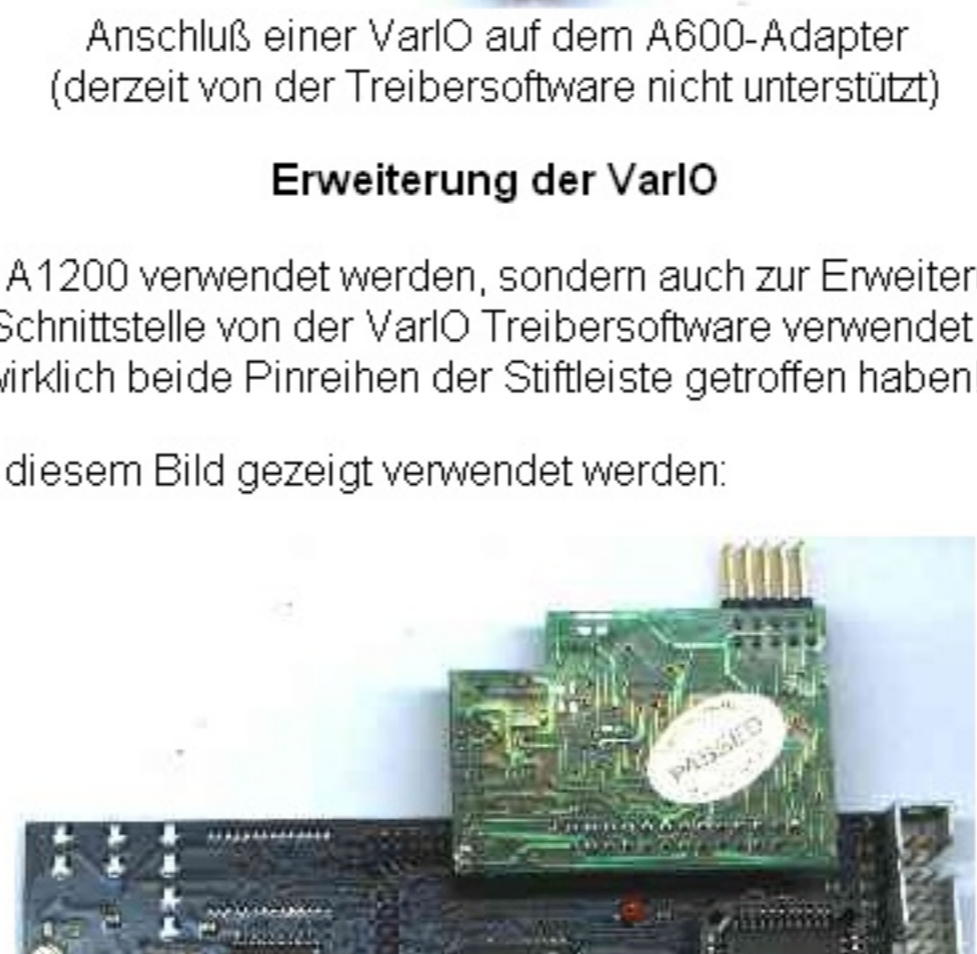 Anschluß einer VarIO auf dem A600-Adapter
(derzeit von der Treibersoftware nicht unterstützt)
Erweiterung der VarIO
A1200 verwendet werden, sondern auch zur Erweiter
Schnittstelle von der VarIO Treibersoftware verwendet
wirklich beide Pinreihen der Stiftleiste getroffen haben!
diesem Bild gezeigt verwendet werden:
PASSED